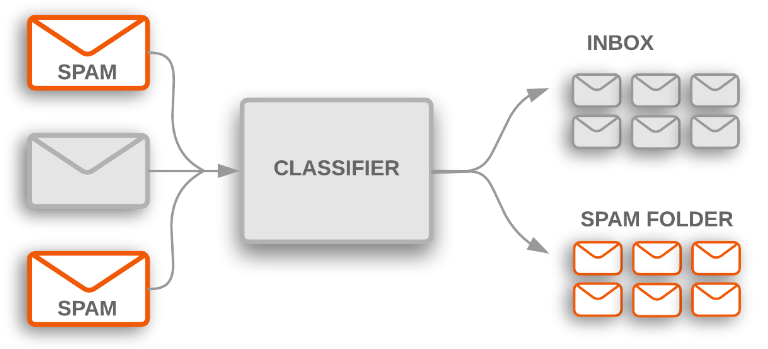 SPAM
SPAM
CLASSIFIER
INBOX
SPAM FOLDER